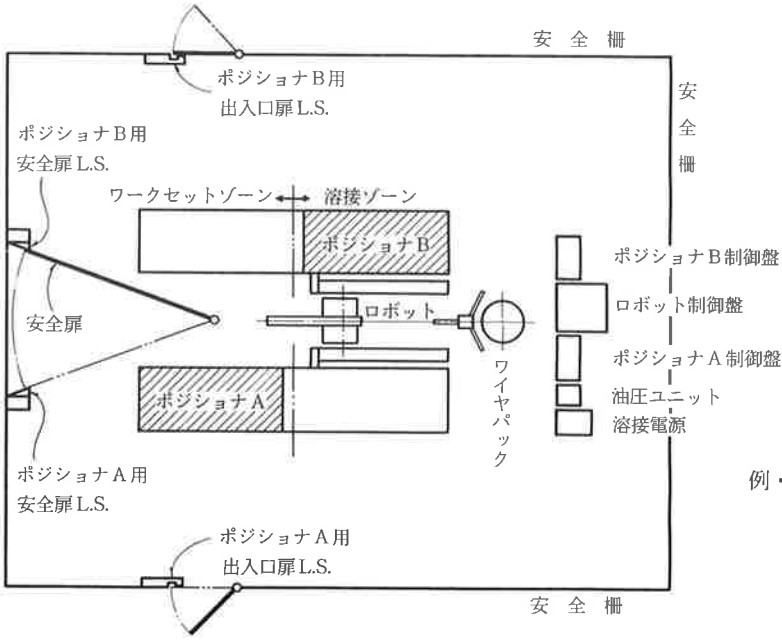 安全柵
ポジショナB用
出入口扉L.S.
安全柵
ポジショナB用
安全扉L.S.
ワークセットゾーン
溶接ゾーン
ポジショナB
ポジショナB制御盤
ロボット
ロボット制御盤
安全扉
ポジショナA制御盤
ワイヤパック
油圧ユニット
ポジショナA
溶接電源
ポジショナA用
安全扉L.S.
例・
ポジショナA用
出入口扉L.S.
安全柵